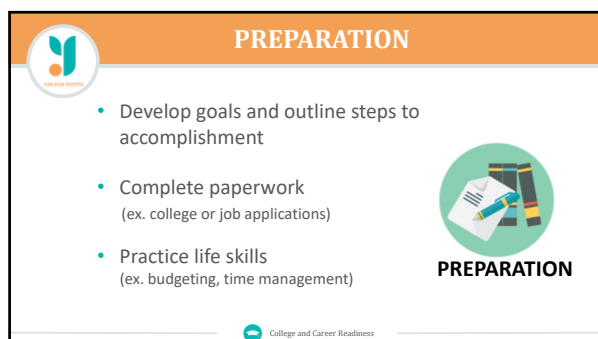 PREPARATION
• Develop goals and outline steps to
accomplishment
• Complete paperwork
(ex. college or job applications)
• Practice life skills
(ex. budgeting, time management)
PREPARATION
College and Career Readiness